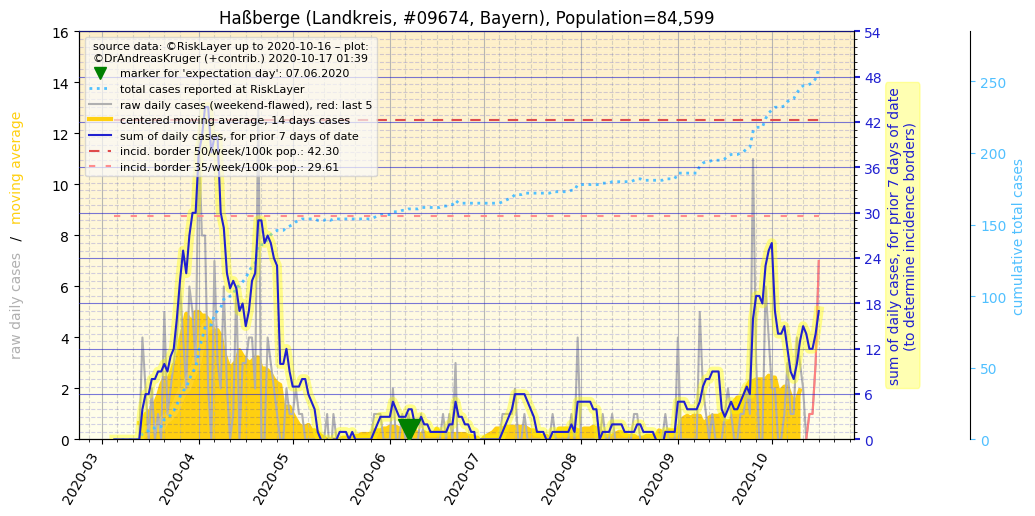 Haßberge (Landkreis, #09674, Bayern), Population=84,599
source data: ©RiskLayer up to 2020-10-16 – plot:
©DrAndreasKruger (+contrib.) 2020-10-17 01:39
marker for 'expectation day': 07.06.2020
total cases reported at RiskLayer
raw daily cases (weekend-flawed), red: last 5
centered moving average, 14 days cases
sum of daily cases, for prior 7 days of date
incid. border 50/week/100k pop.: 42.30
incid. border 35/week/100k pop.: 29.61
raw daily cases / moving average
16
14
12
10
8
6
4
2
0
54
48
42
36
30
24
18
12
6
0
sum of daily cases, for prior 7 days of date
(to determine incidence borders)
250
200
150
100
50
0
cumulative total cases
2020-03
2020-04
2020-05
2020-06
2020-07
2020-08
2020-09
2020-10